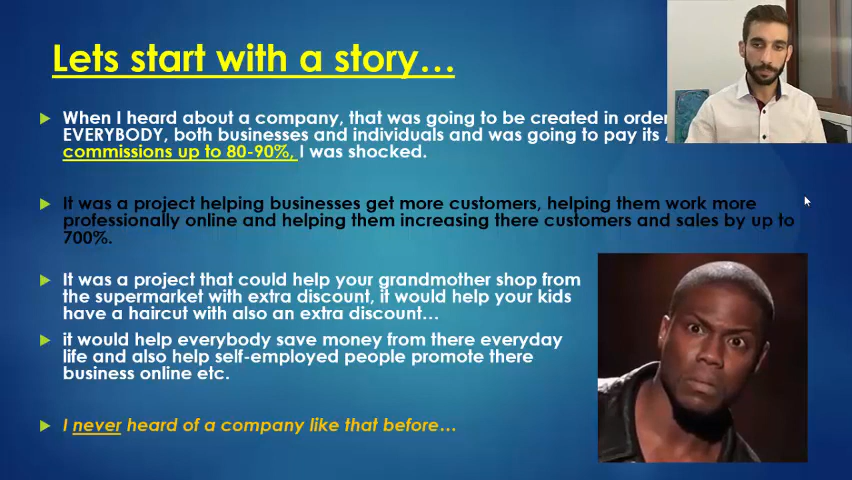 Lets start with a story...
When I heard about a company, that was going to be created in order
EVERYBODY, both businesses and individuals and was going to pay its
commissions up to 80-90%, I was shocked.
It was a project helping businesses get more customers, helping them work more
professionally online and helping them increasing there customers and sales by up to
700%.
It was a project that could help your grandmother shop from
the supermarket with extra discount, it would help your kids
have a haircut with also an extra discount...
it would help everybody save money from there everyday
life and also help self-employed people promote there
business online etc.
I never heard of a company like that before...